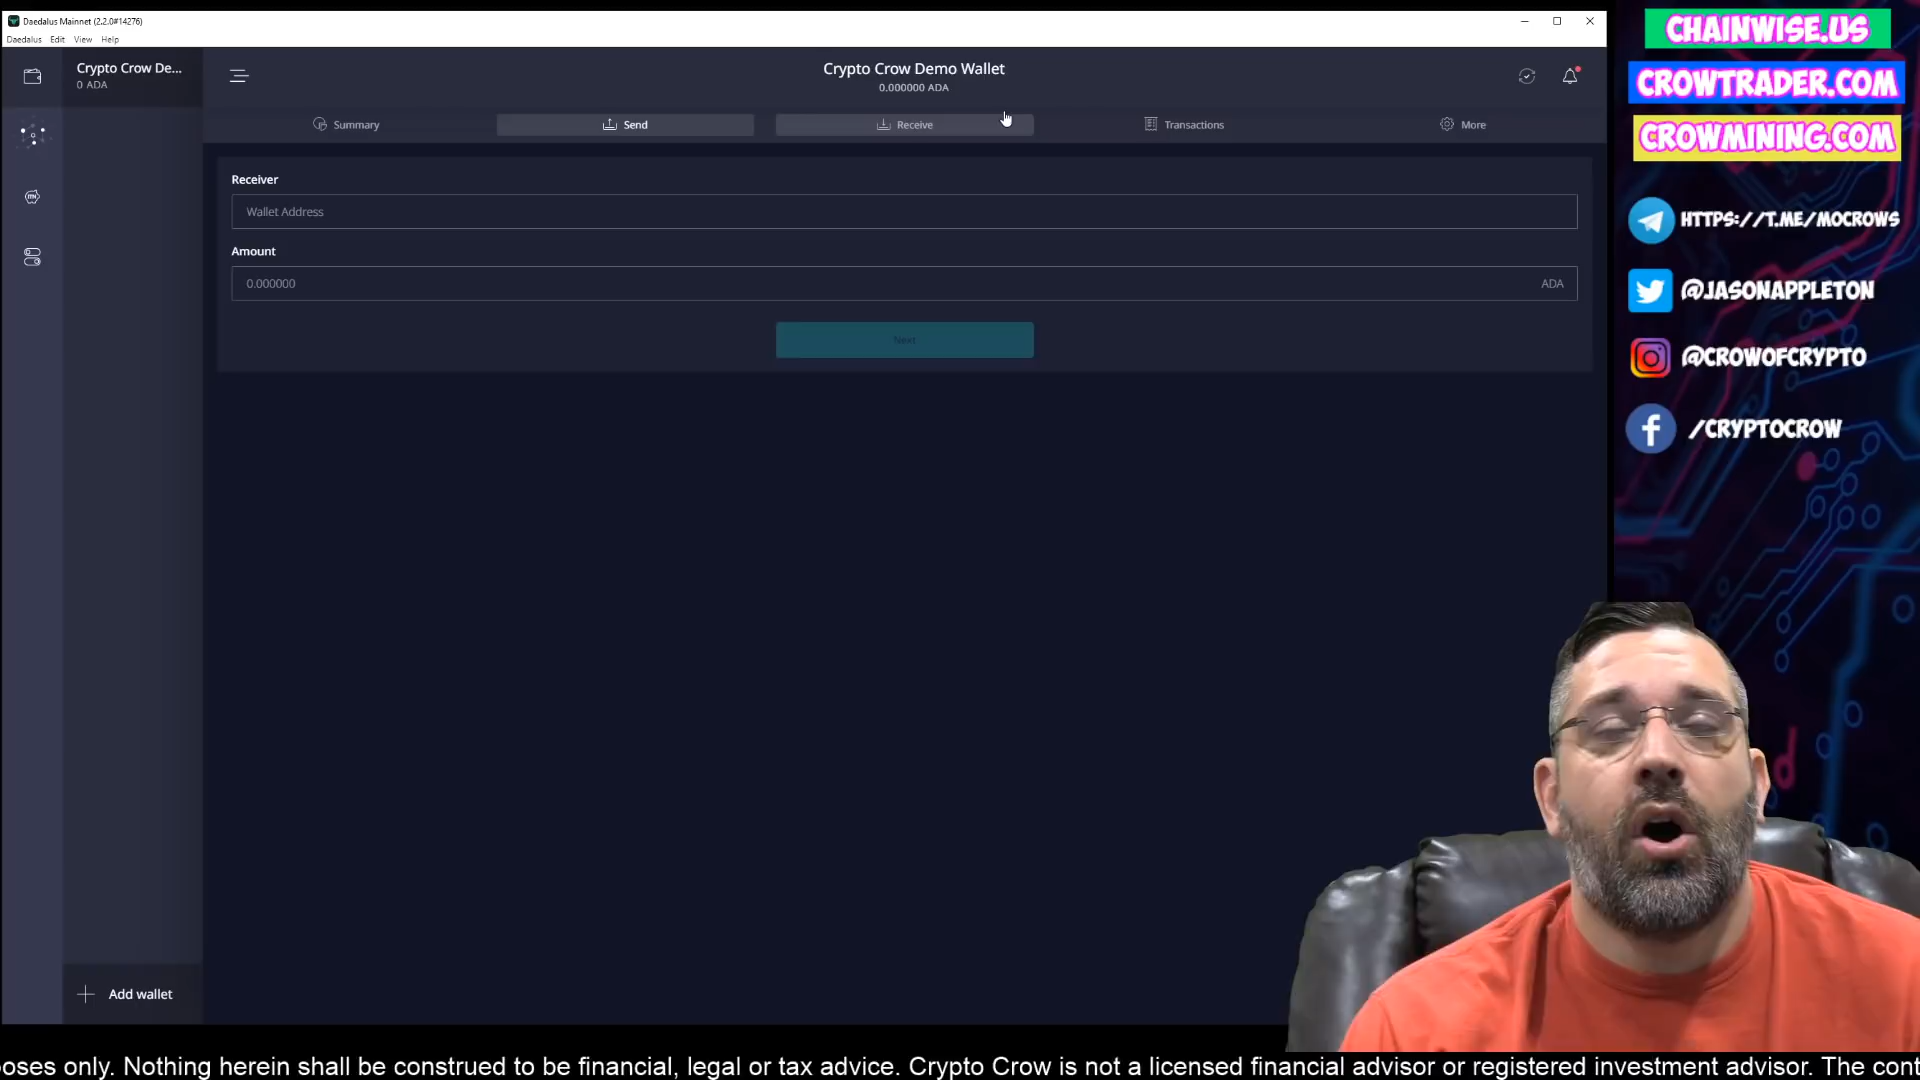 Daedalus Mainnet (2.2.0#14276)
Daedalus Edit View Help
Crypto Crow De...
0 ADA
Crypto Crow Demo Wallet
0.000000 ADA
Summary
Send
Receive
Transactions
More
Receiver
Wallet Address
Amount
0.000000
ADA
Next
Add wallet
CHAINWISE.US
CROWTRADER.COM
CROWMINING.COM
HTTPS://T.ME/MOCROWS
@JASONAPPLETON
@CROWOFCRYPTO
/CRYPTOCROW
oses only. Nothing herein shall be construed to be financial, legal or tax advice. Crypto Crow is not a licensed financial advisor or registered investment advisor. The cont